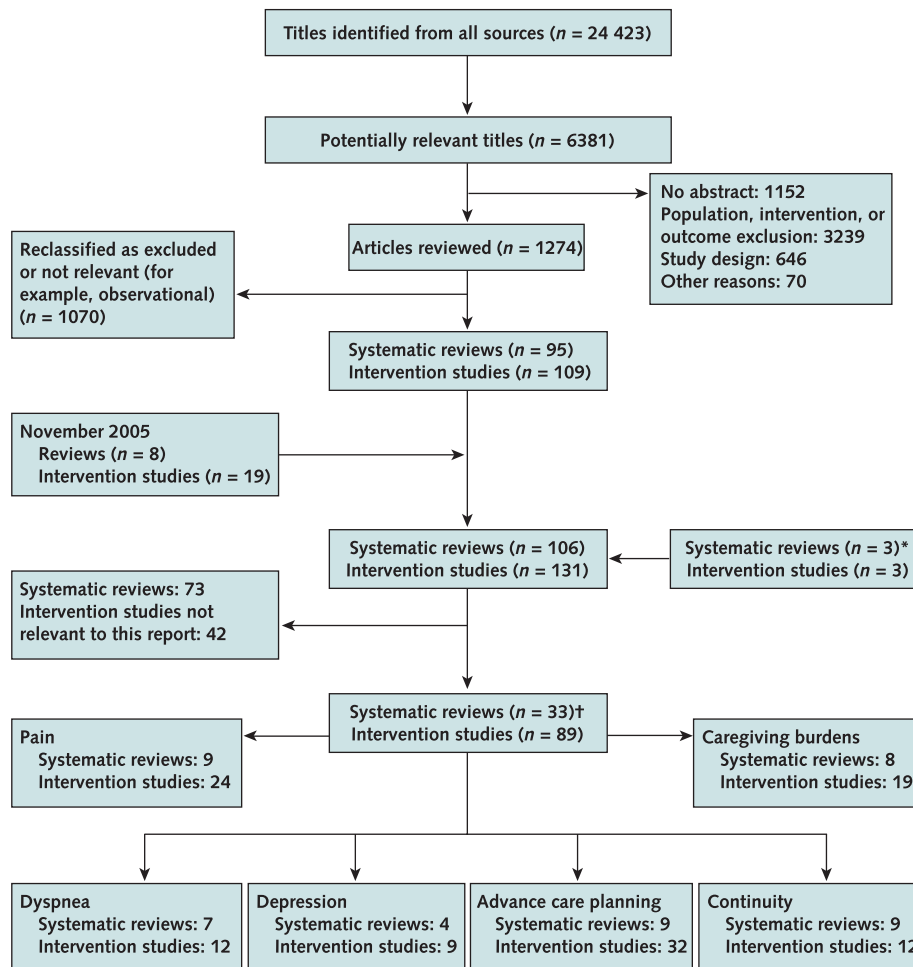 Titles identified from all sources (n = 24 423)
Potentially relevant titles (n = 6381)
No abstract: 1152
Population, intervention, or
outcome exclusion: 3239
Study design: 646
Other reasons: 70
Articles reviewed (n = 1274)
Reclassified as excluded
or not relevant (for
example, observational)
(n = 1070)
Systematic reviews (n = 95)
Intervention studies (n = 109)
November 2005
Reviews (n = 8)
Intervention studies (n = 19)
Systematic reviews (n = 106)
Intervention studies (n = 131)
Systematic reviews (n = 3)*
Intervention studies (n = 3)
Systematic reviews: 73
Intervention studies not
relevant to this report: 42
Systematic reviews (n = 33)†
Intervention studies (n = 89)
Pain
Systematic reviews: 9
Intervention studies: 24
Caregiving burdens
Systematic reviews: 8
Intervention studies: 19
Dyspnea
Systematic reviews: 7
Intervention studies: 12
Depression
Systematic reviews: 4
Intervention studies: 9
Advance care planning
Systematic reviews: 9
Intervention studies: 32
Continuity
Systematic reviews: 9
Intervention studies: 12